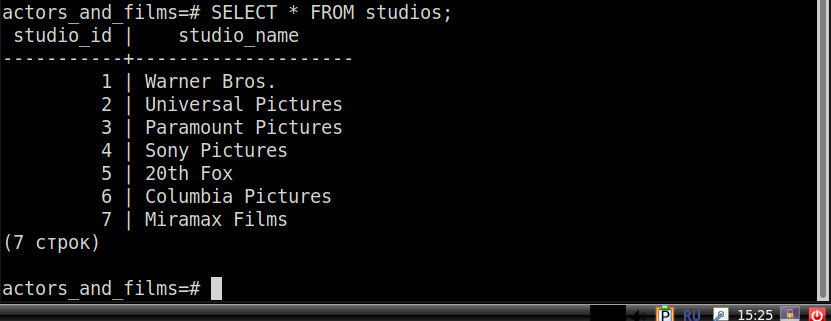 actors_and_films=# SELECT * FROM studios;
 studio_id |    studio_name
-----------+--------------------
         1 | Warner Bros.
         2 | Universal Pictures
         3 | Paramount Pictures
         4 | Sony Pictures
         5 | 20th Fox
         6 | Columbia Pictures
         7 | Miramax Films
(7 строк)
actors_and_films=#
P RU 15:25